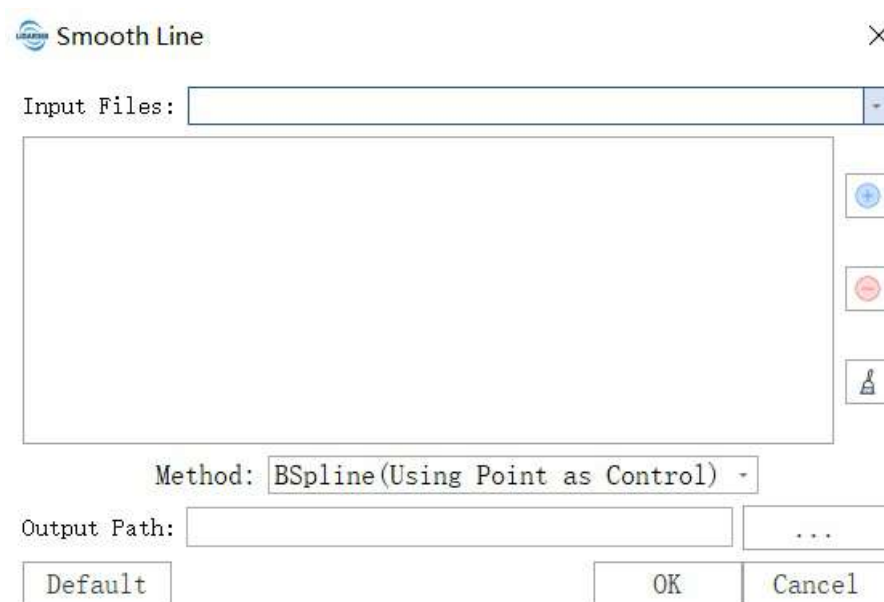 Smooth Line
Input Files:
Method: BSpline(Using Point as Control)
Output Path: ...
Default OK Cancel